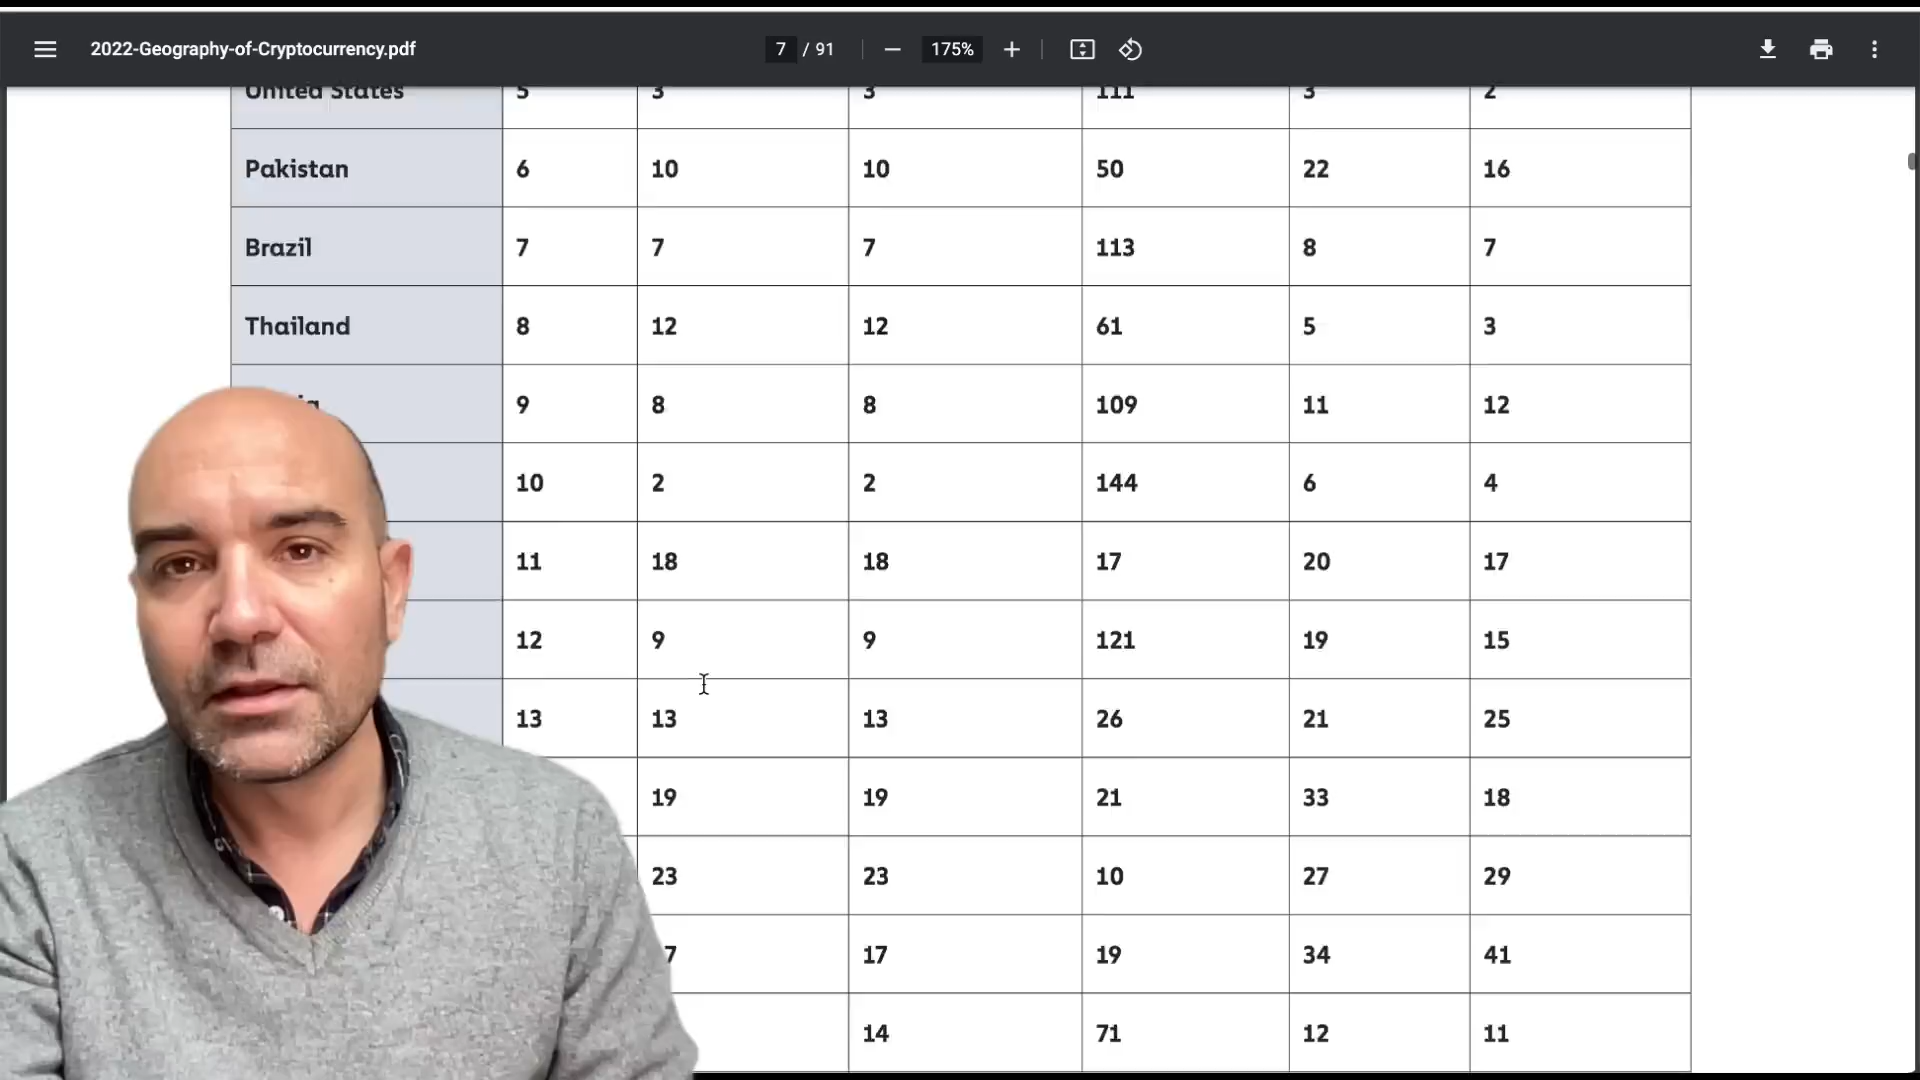 2022-Geography-of-Cryptocurrency.pdf 7 / 91 175%
United States 5 3 3 111 3 2
Pakistan 6 10 10 50 22 16
Brazil 7 7 7 113 8 7
Thailand 8 12 12 61 5 3
9 8 8 109 11 12
10 2 2 144 6 4
11 18 18 17 20 17
12 9 9 121 19 15
13 13 13 26 21 25
19 19 21 33 18
23 23 10 27 29
7 17 19 34 41
14 71 12 11